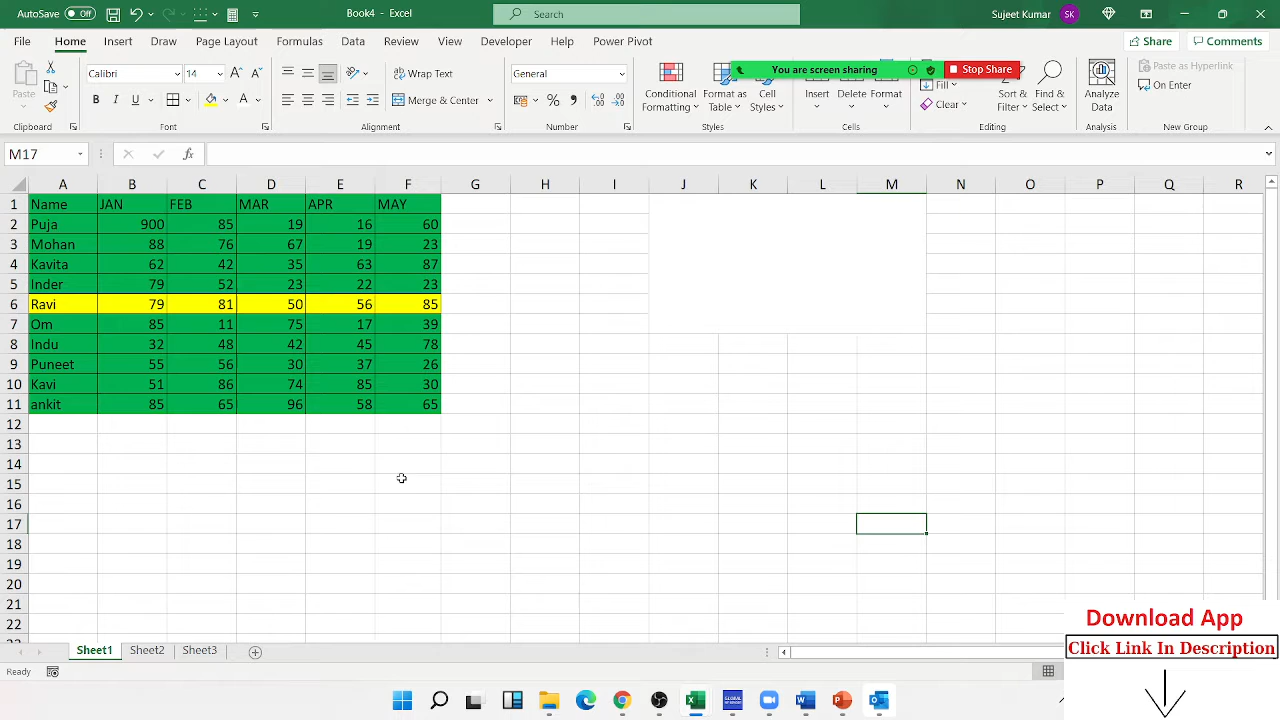 AutoSave Off Book4 - Excel Search Sujeet Kumar SK
File Home Insert Draw Page Layout Formulas Data Review View Developer Help Power Pivot Share Comments
You are screen sharing Stop Share
Paste Calibri 14 Wrap Text General Conditional Formatting Format as Table Cell Styles Insert Delete Format Fill Sort & Filter Find & Select Analyze Data Paste as Hyperlink
B I U A Merge & Center % Clear On Enter
Clipboard Font Alignment Number Styles Cells Editing Analysis New Group
M17 fx
A B C D E F G H I J K L M N O P Q R
1 Name JAN FEB MAR APR MAY
2 Puja 900 85 19 16 60
3 Mohan 88 76 67 19 23
4 Kavita 62 42 35 63 87
5 Inder 79 52 23 22 23
6 Ravi 79 81 50 56 85
7 Om 85 11 75 17 39
8 Indu 32 48 42 45 78
9 Puneet 55 56 30 37 26
10 Kavi 51 86 74 85 30
11 ankit 85 65 96 58 65
12
13
14
15
16
17
18
19
20
21
22
Sheet1 Sheet2 Sheet3
Ready
Download App
Click Link In Description